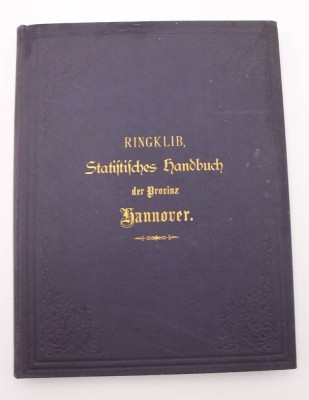 RINGKLIB,
Statistisches Handbuch
der Provinz
Hannover.